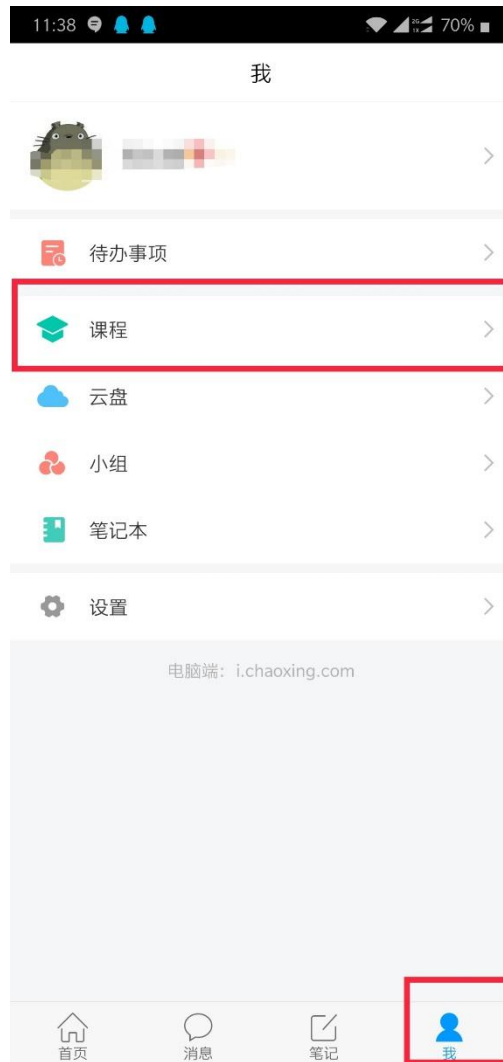 11:38 70%
我
待办事项
课程
云盘
小组
笔记本
设置
电脑端：i.chaoxing.com
首页 消息 笔记 我